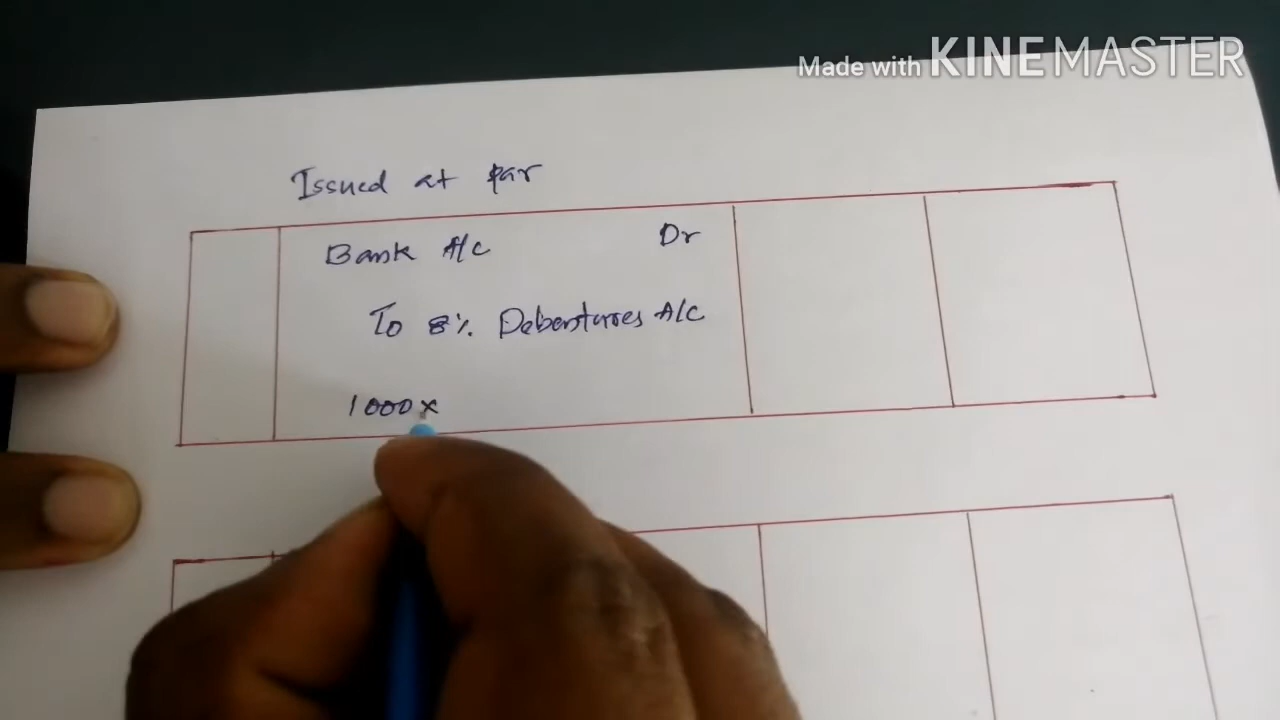 Made with KINEMASTER
Issued at par
Bank A/c Dr
To 8% Debentures A/c
1000 x